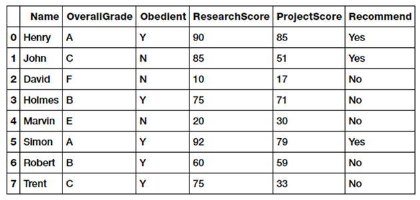 Name OverallGrade Obedient ResearchScore ProjectScore Recommend
0 Henry A Y 90 85 Yes
1 John C N 85 51 Yes
2 David F N 10 17 No
3 Holmes B Y 75 71 No
4 Marvin E N 20 30 No
5 Simon A Y 92 79 Yes
6 Robert B Y 60 59 No
7 Trent C Y 75 33 No